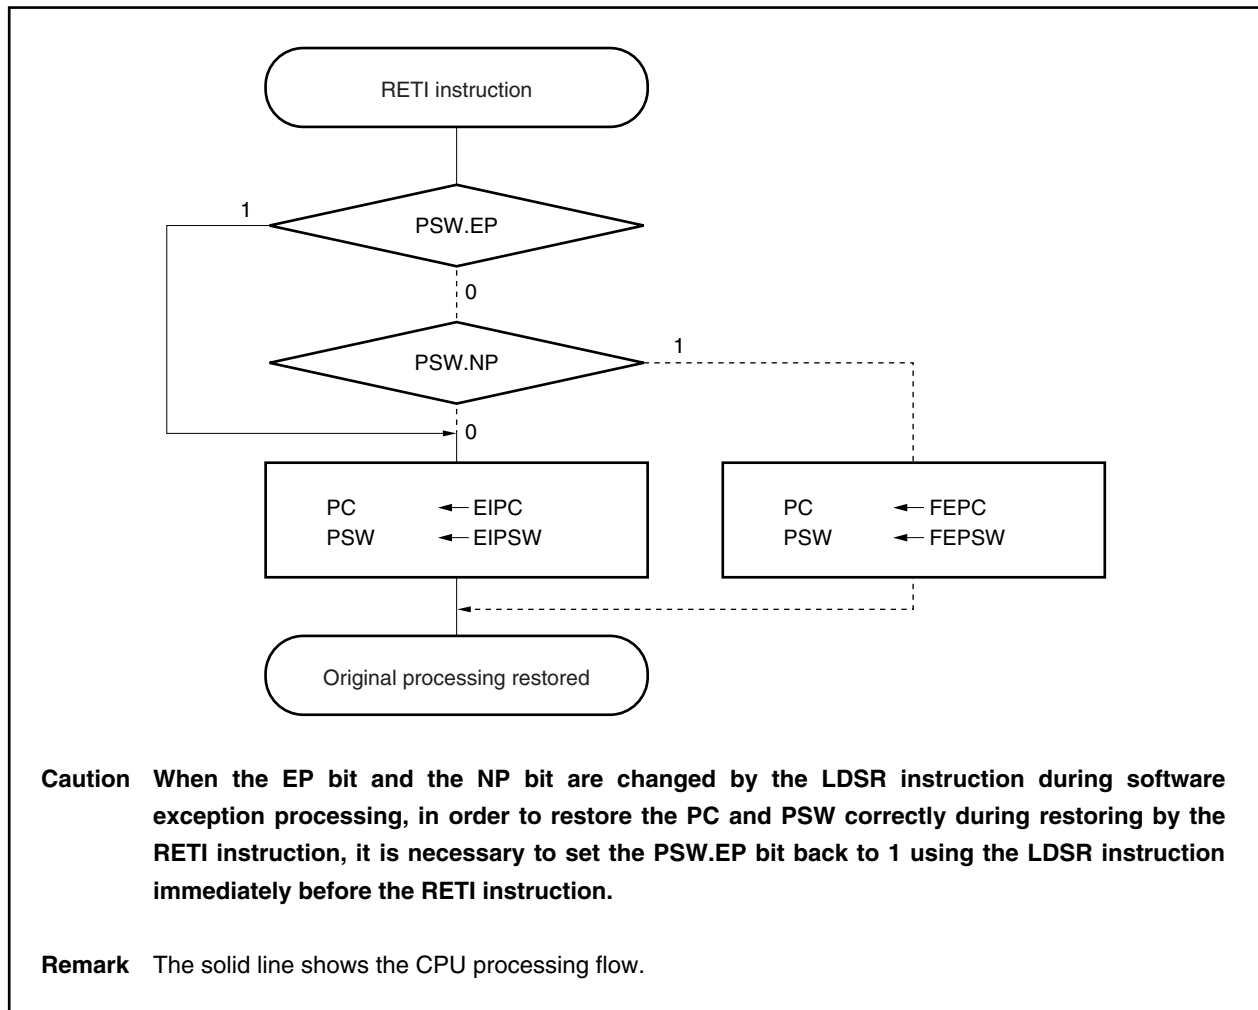 RETI instruction
1
PSW.EP
0
1
PSW.NP
0
PC EIPC
PSW EIPSW
PC FEPC
PSW FEPSW
Original processing restored
Caution When the EP bit and the NP bit are changed by the LDSR instruction during software
exception processing, in order to restore the PC and PSW correctly during restoring by the
RETI instruction, it is necessary to set the PSW.EP bit back to 1 using the LDSR instruction
immediately before the RETI instruction.
Remark The solid line shows the CPU processing flow.